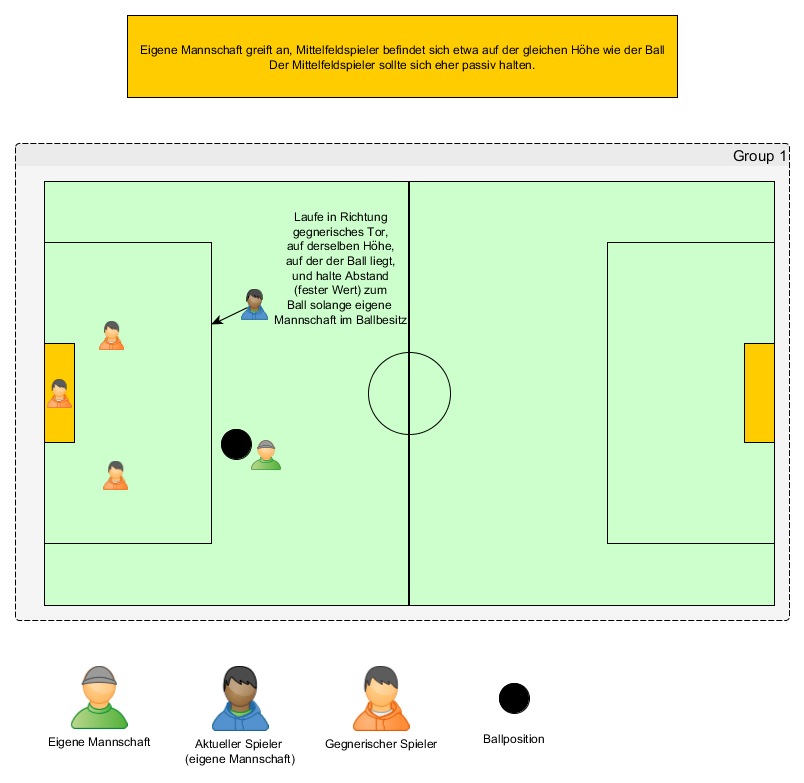 Eigene Mannschaft greift an, Mittelfeldspieler befindet sich etwa auf der gleichen Höhe wie der Ball
Der Mittelfeldspieler sollte sich eher passiv halten.
Group 1
Laufe in Richtung
gegnerisches Tor,
auf derselben Höhe,
auf der der Ball liegt,
und halte Abstand
(fester Wert) zum
Ball solange eigene
Mannschaft im Ballbesitz
Eigene Mannschaft
Aktueller Spieler
(eigene Mannschaft)
Gegnerischer Spieler
Ballposition